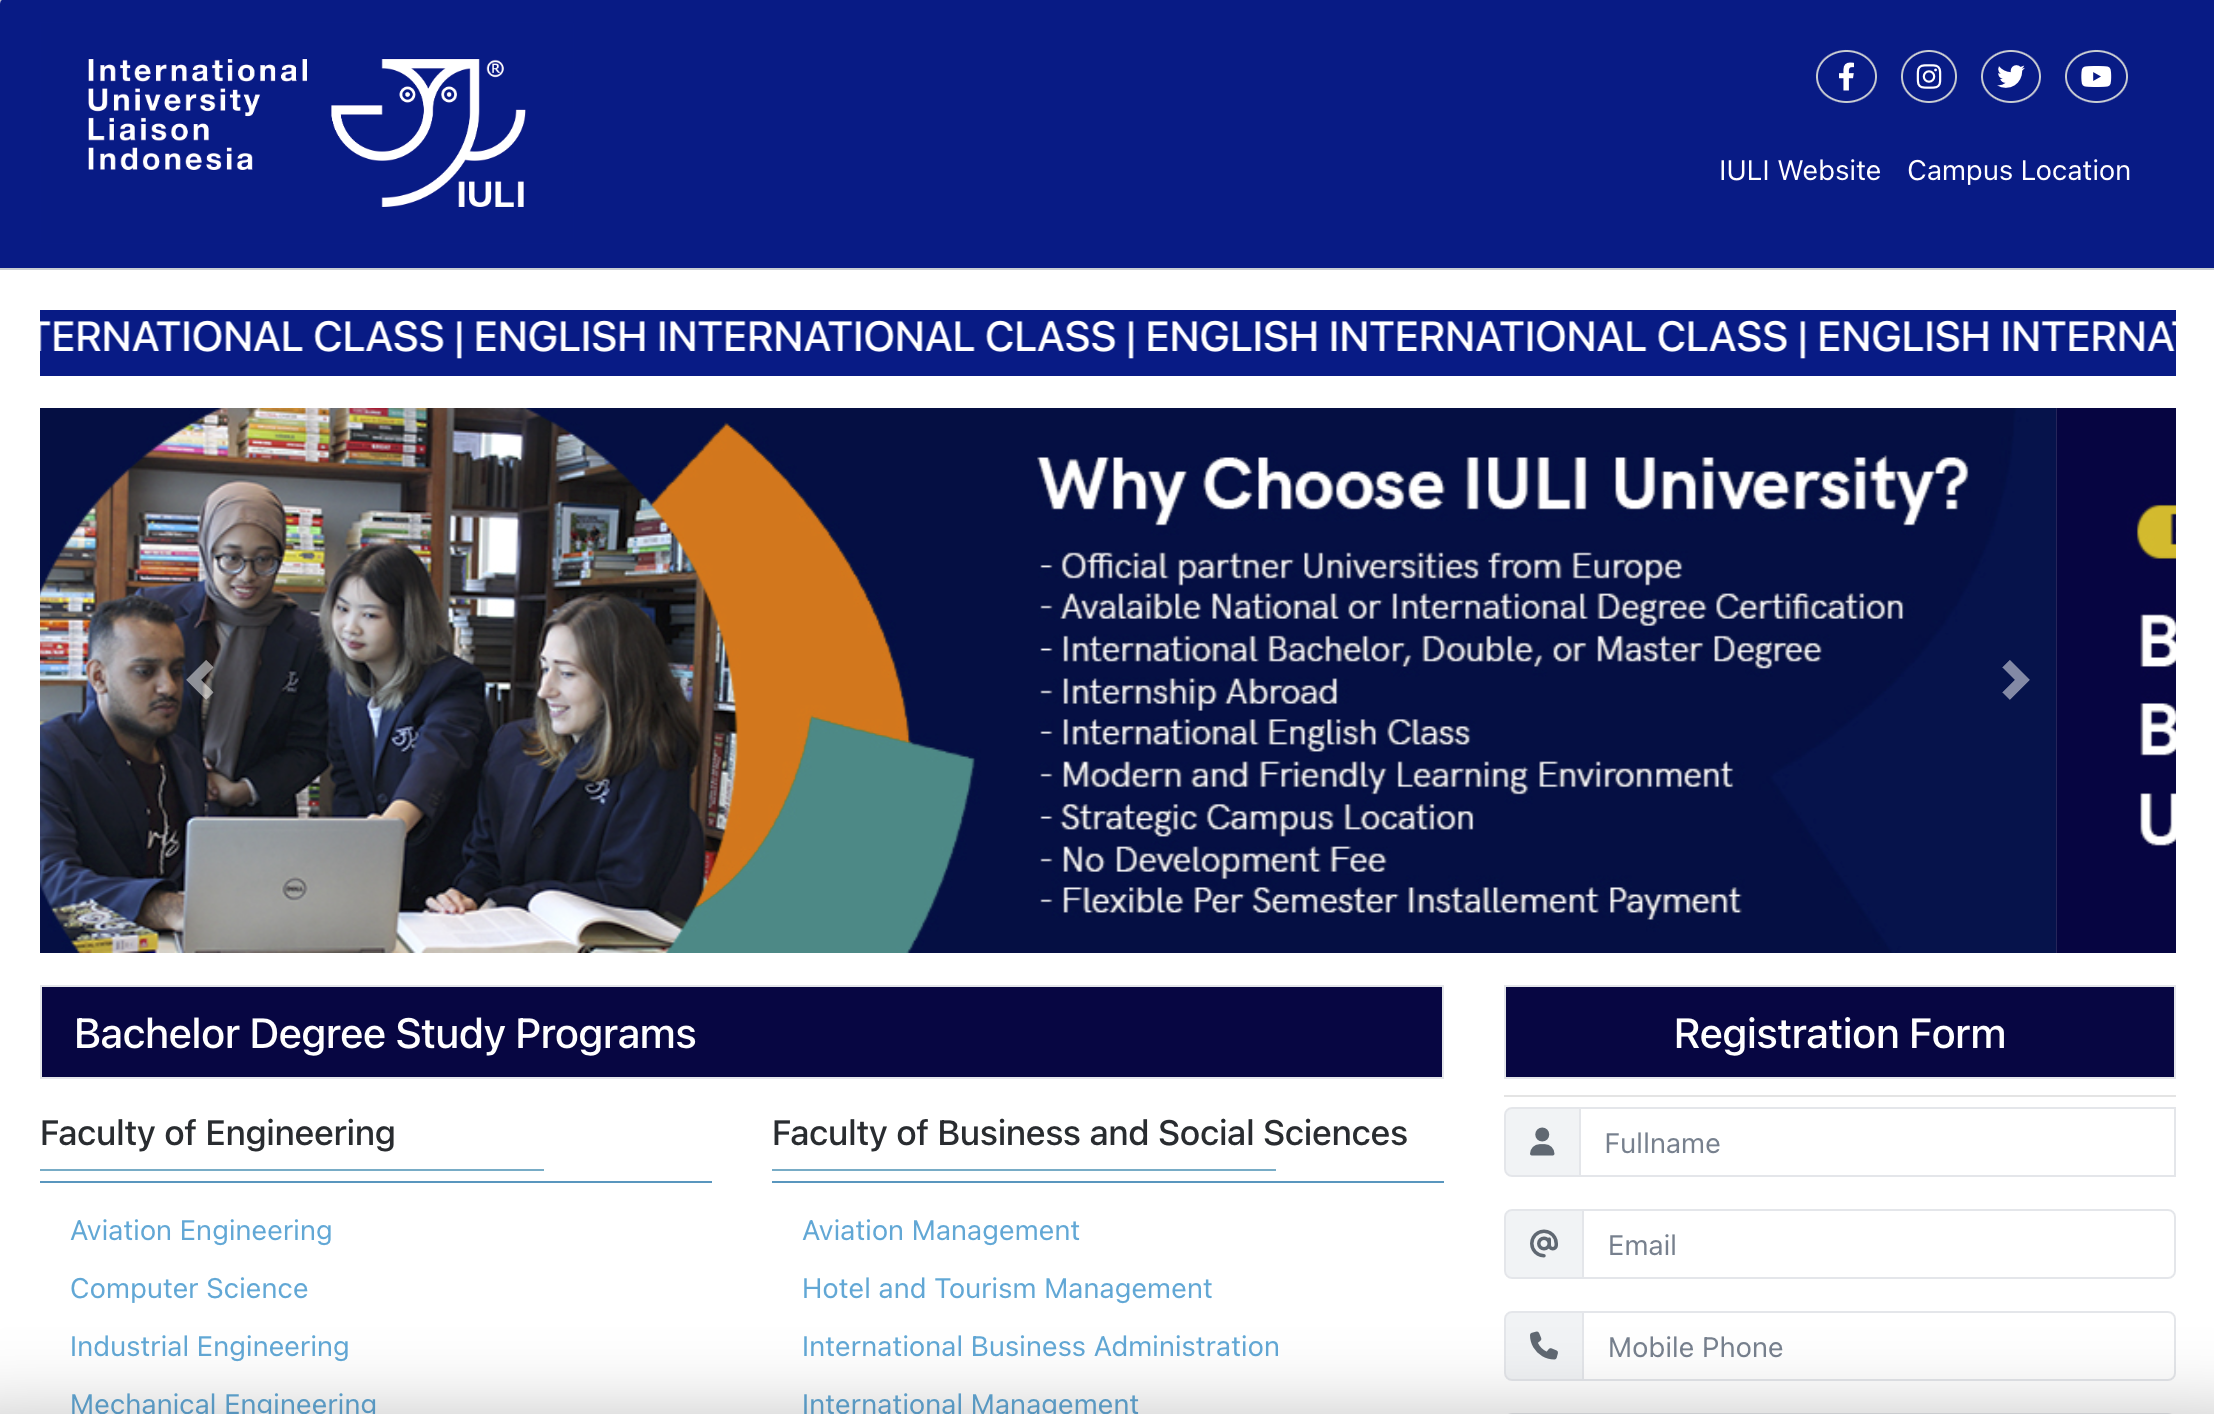 International
University
Liaison
Indonesia
®
IULI
IULI Website Campus Location
TERNATIONAL CLASS | ENGLISH INTERNATIONAL CLASS | ENGLISH INTERNATIONAL CLASS | ENGLISH INTERNAT
Why Choose IULI University?
- Official partner Universities from Europe
- Avalaible National or International Degree Certification
- International Bachelor, Double, or Master Degree
- Internship Abroad
- International English Class
- Modern and Friendly Learning Environment
- Strategic Campus Location
- No Development Fee
- Flexible Per Semester Installement Payment
B
B
U
DELL
Bachelor Degree Study Programs
Faculty of Engineering
Aviation Engineering
Computer Science
Industrial Engineering
Mechanical Engineering
Faculty of Business and Social Sciences
Aviation Management
Hotel and Tourism Management
International Business Administration
International Management
Registration Form
Fullname
Email
Mobile Phone